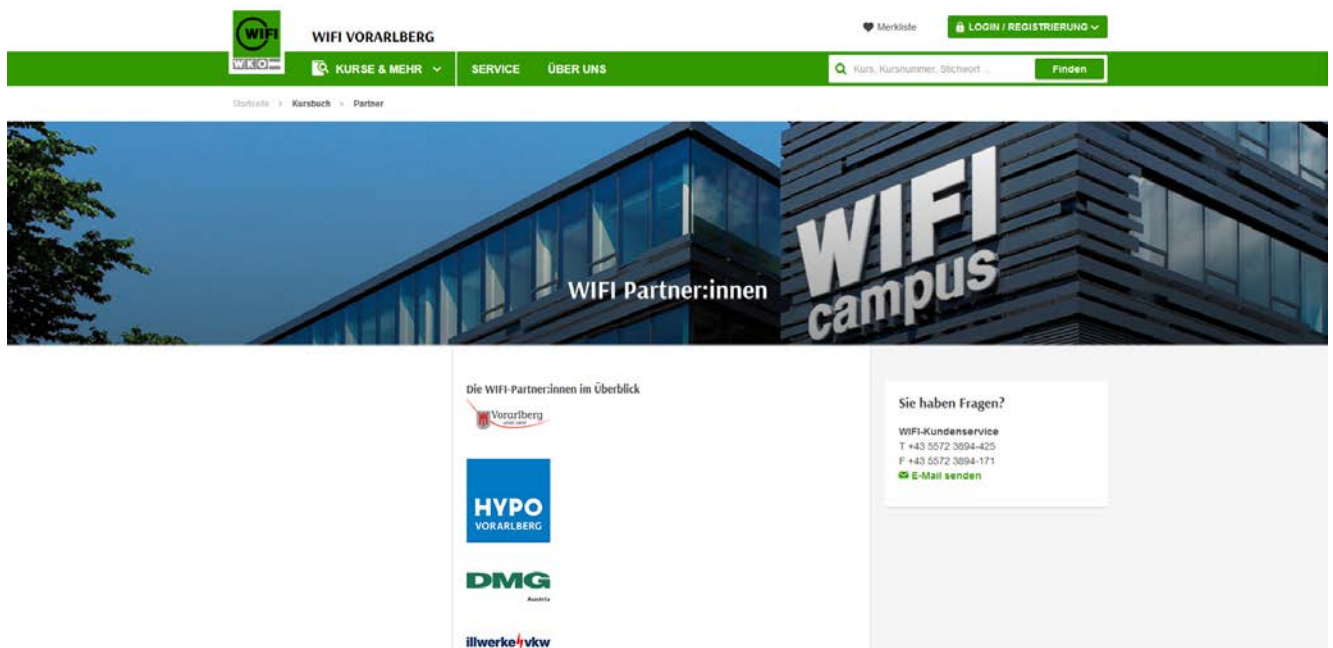 WIFI
WKO
WIFI VORARLBERG
Merkliste
LOGIN / REGISTRIERUNG
KURSE & MEHR
SERVICE
ÜBER UNS
Kurs, Kursnummer, Stichwort ...
Finden
Startseite > Kursbuch > Partner
WIFI
campus
WIFI Partner:innen
Die WIFI-Partner:innen im Überblick
Vorarlberg
unser Land
HYPO
VORARLBERG
DMG
Austria
illwerke vkw
Sie haben Fragen?
WIFI-Kundenservice
T +43 5572 3894-425
F +43 5572 3894-171
E-Mail senden